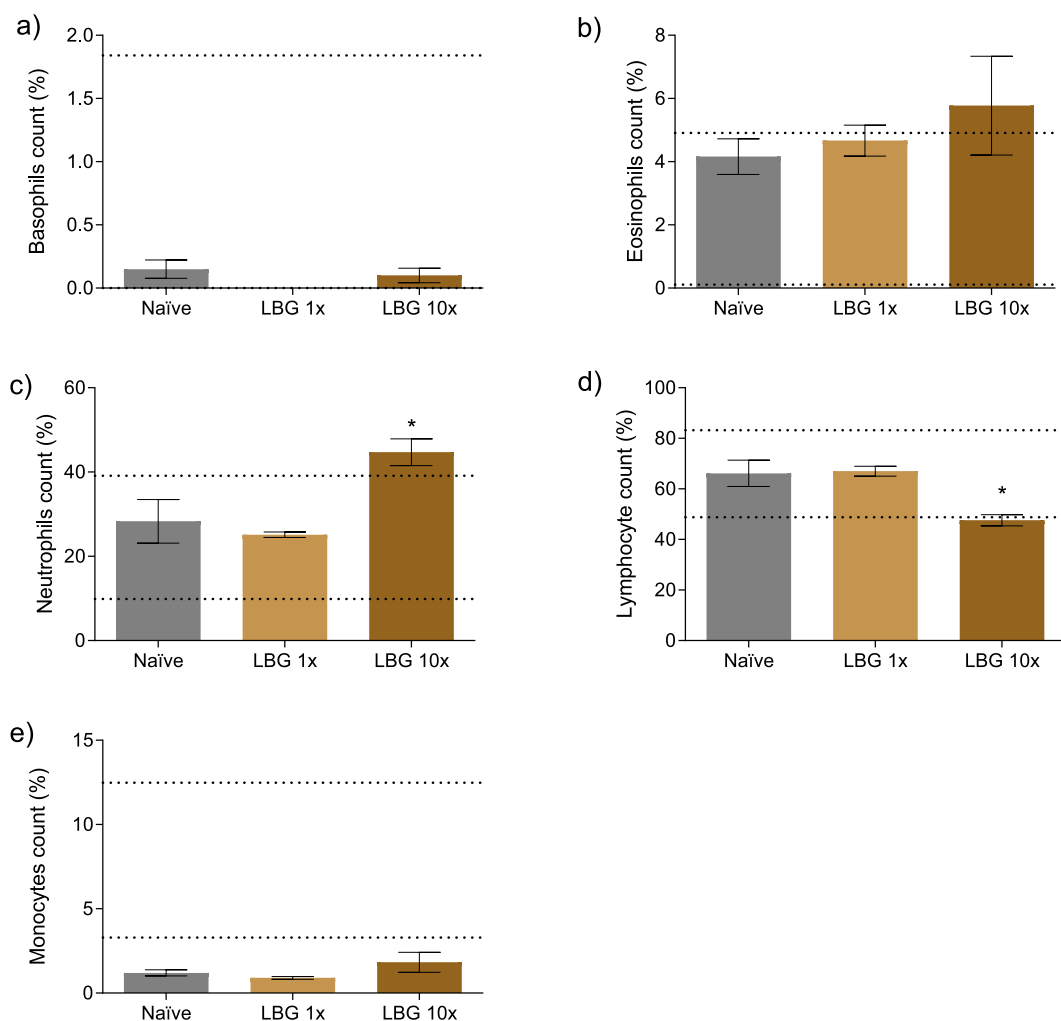 a)
Basophils count (%)
2.0
1.5
1.0
0.5
0.0
Naïve
LBG 1x
LBG 10x
b)
Eosinophils count (%)
8
6
4
2
0
Naïve
LBG 1x
LBG 10x
c)
Neutrophils count (%)
60
40
20
0
*
Naïve
LBG 1x
LBG 10x
d)
Lymphocyte count (%)
100
80
60
40
20
0
*
Naïve
LBG 1x
LBG 10x
e)
Monocytes count (%)
15
10
5
0
Naïve
LBG 1x
LBG 10x